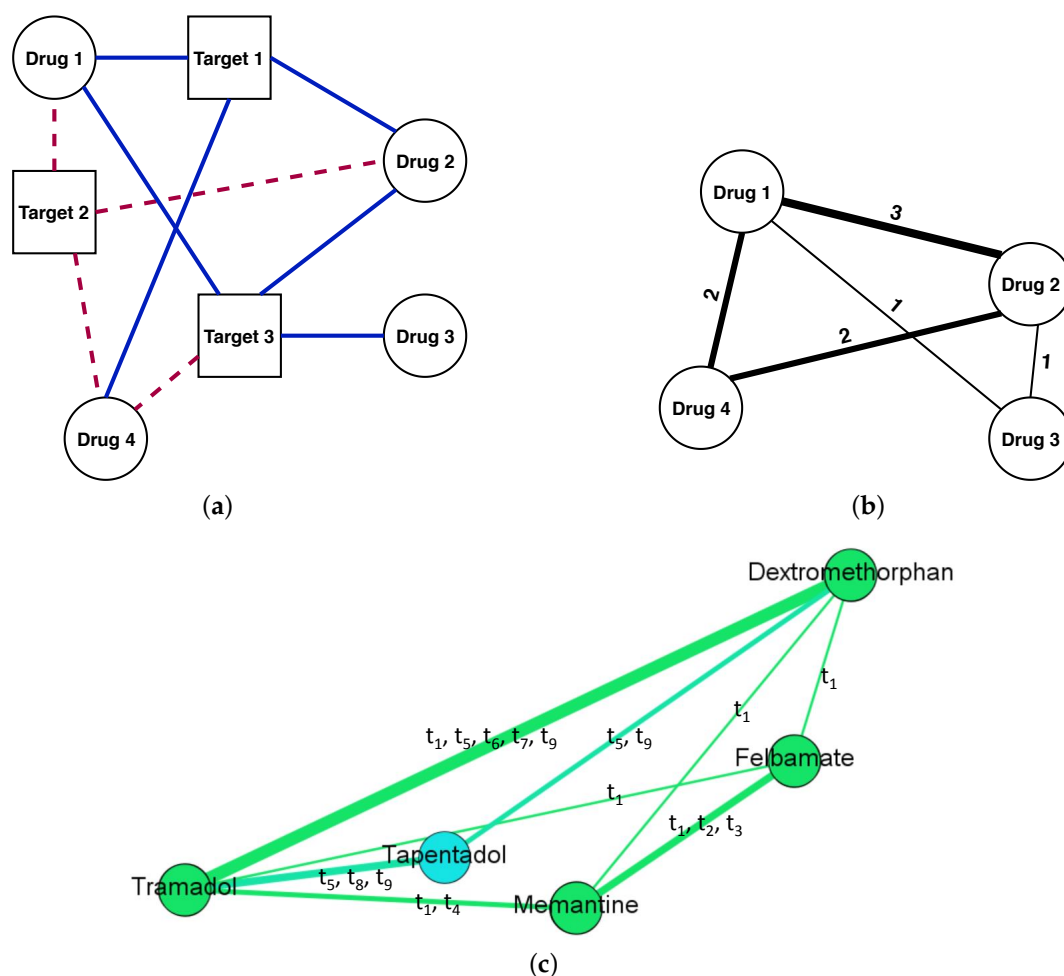 Drug 1
Target 1
Drug 2
Target 2
Target 3
Drug 3
Drug 4
(a)
Drug 1
3
Drug 2
2
1
2
1
Drug 4
Drug 3
(b)
Dextromethorphan
t₁
t₁
t₁, t₅, t₆, t₇, t₉
t₅, t₉
Felbamate
t₁
t₁, t₂, t₃
Tapentadol
Tramadol
t₅, t₈, t₉
t₁, t₄
Memantine
(c)